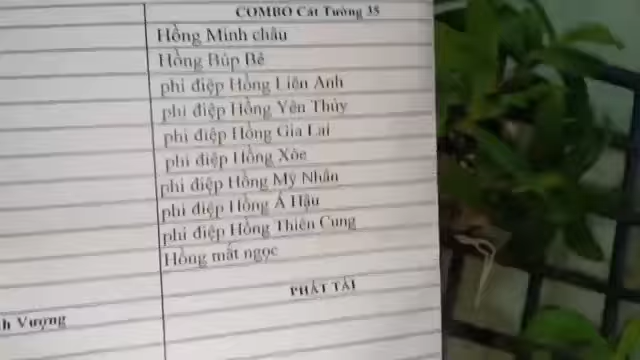 COMBO Cát Tường 35
Hồng Minh châu
Hồng Búp Bê
phi điệp Hồng Liên Anh
phi điệp Hồng Yên Thủy
phi điệp Hồng Gia Lai
phi điệp Hồng Xõe
phi điệp Hồng Mỹ Nhân
phi điệp Hồng Á Hậu
phi điệp Hồng Thiên Cung
Hồng mắt ngọc
PHÁT TÀI
h Vượng